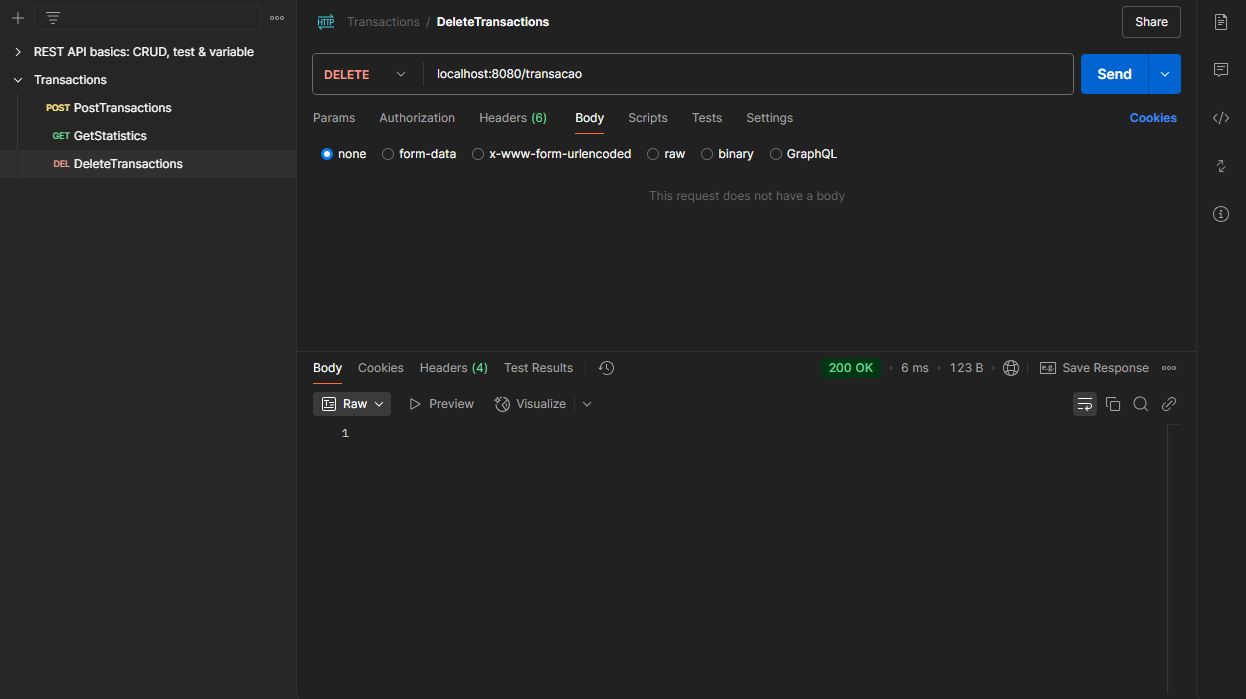 HTTP Transactions / DeleteTransactions Share
REST API basics: CRUD, test & variable
Transactions
POST PostTransactions
GET GetStatistics
DEL DeleteTransactions
DELETE localhost:8080/transacao Send
Params Authorization Headers (6) Body Scripts Tests Settings Cookies
none form-data x-www-form-urlencoded raw binary GraphQL
This request does not have a body
Body Cookies Headers (4) Test Results 200 OK • 6 ms • 123 B • e.g. Save Response
Raw Preview Visualize
1